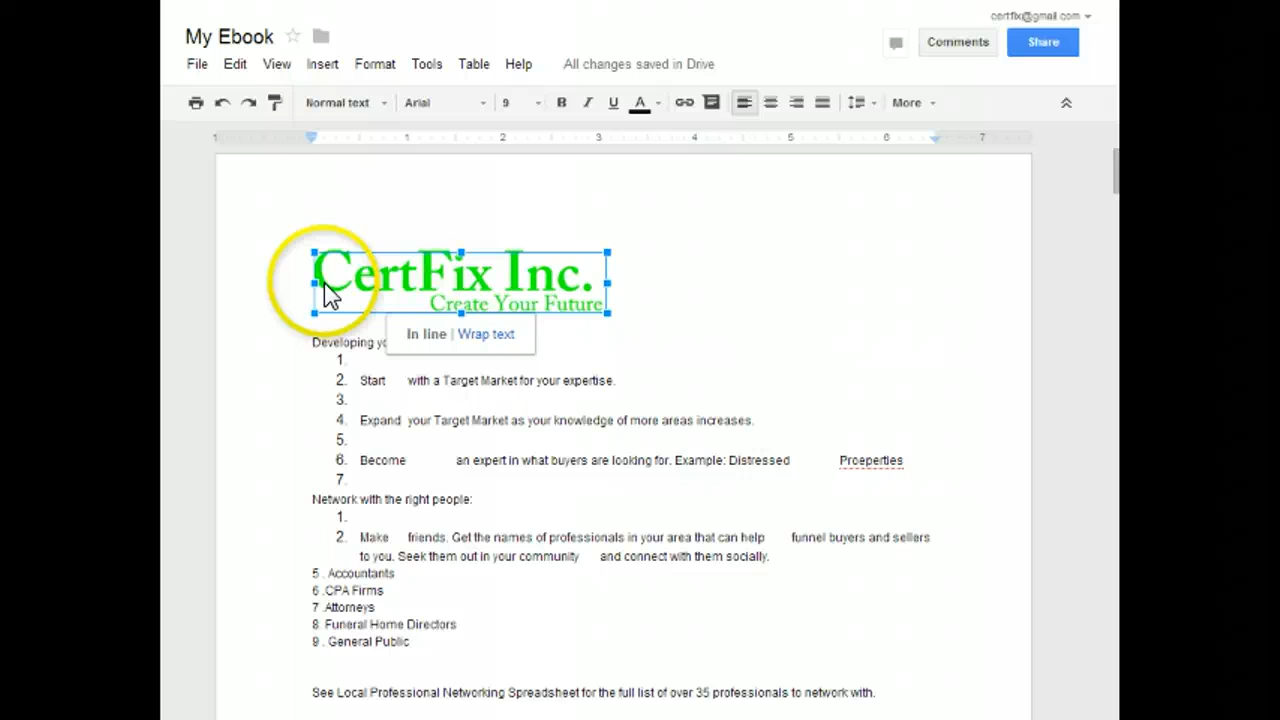 certfix@gmail.com
My Ebook
Comments
Share
File Edit View Insert Format Tools Table Help All changes saved in Drive
Normal text Arial 9 B I U A More
1 1 2 3 4 5 6 7
CertFix Inc.
Create Your Future
In line | Wrap text
Developing yo
1.
2. Start with a Target Market for your expertise.
3.
4. Expand your Target Market as your knowledge of more areas increases.
5.
6. Become an expert in what buyers are looking for. Example: Distressed Proeperties
7.
Network with the right people:
1.
2. Make friends. Get the names of professionals in your area that can help funnel buyers and sellers
to you. Seek them out in your community and connect with them socially.
5 . Accountants
6 .CPA Firms
7 .Attorneys
8 Funeral Home Directors
9 . General Public
See Local Professional Networking Spreadsheet for the full list of over 35 professionals to network with.